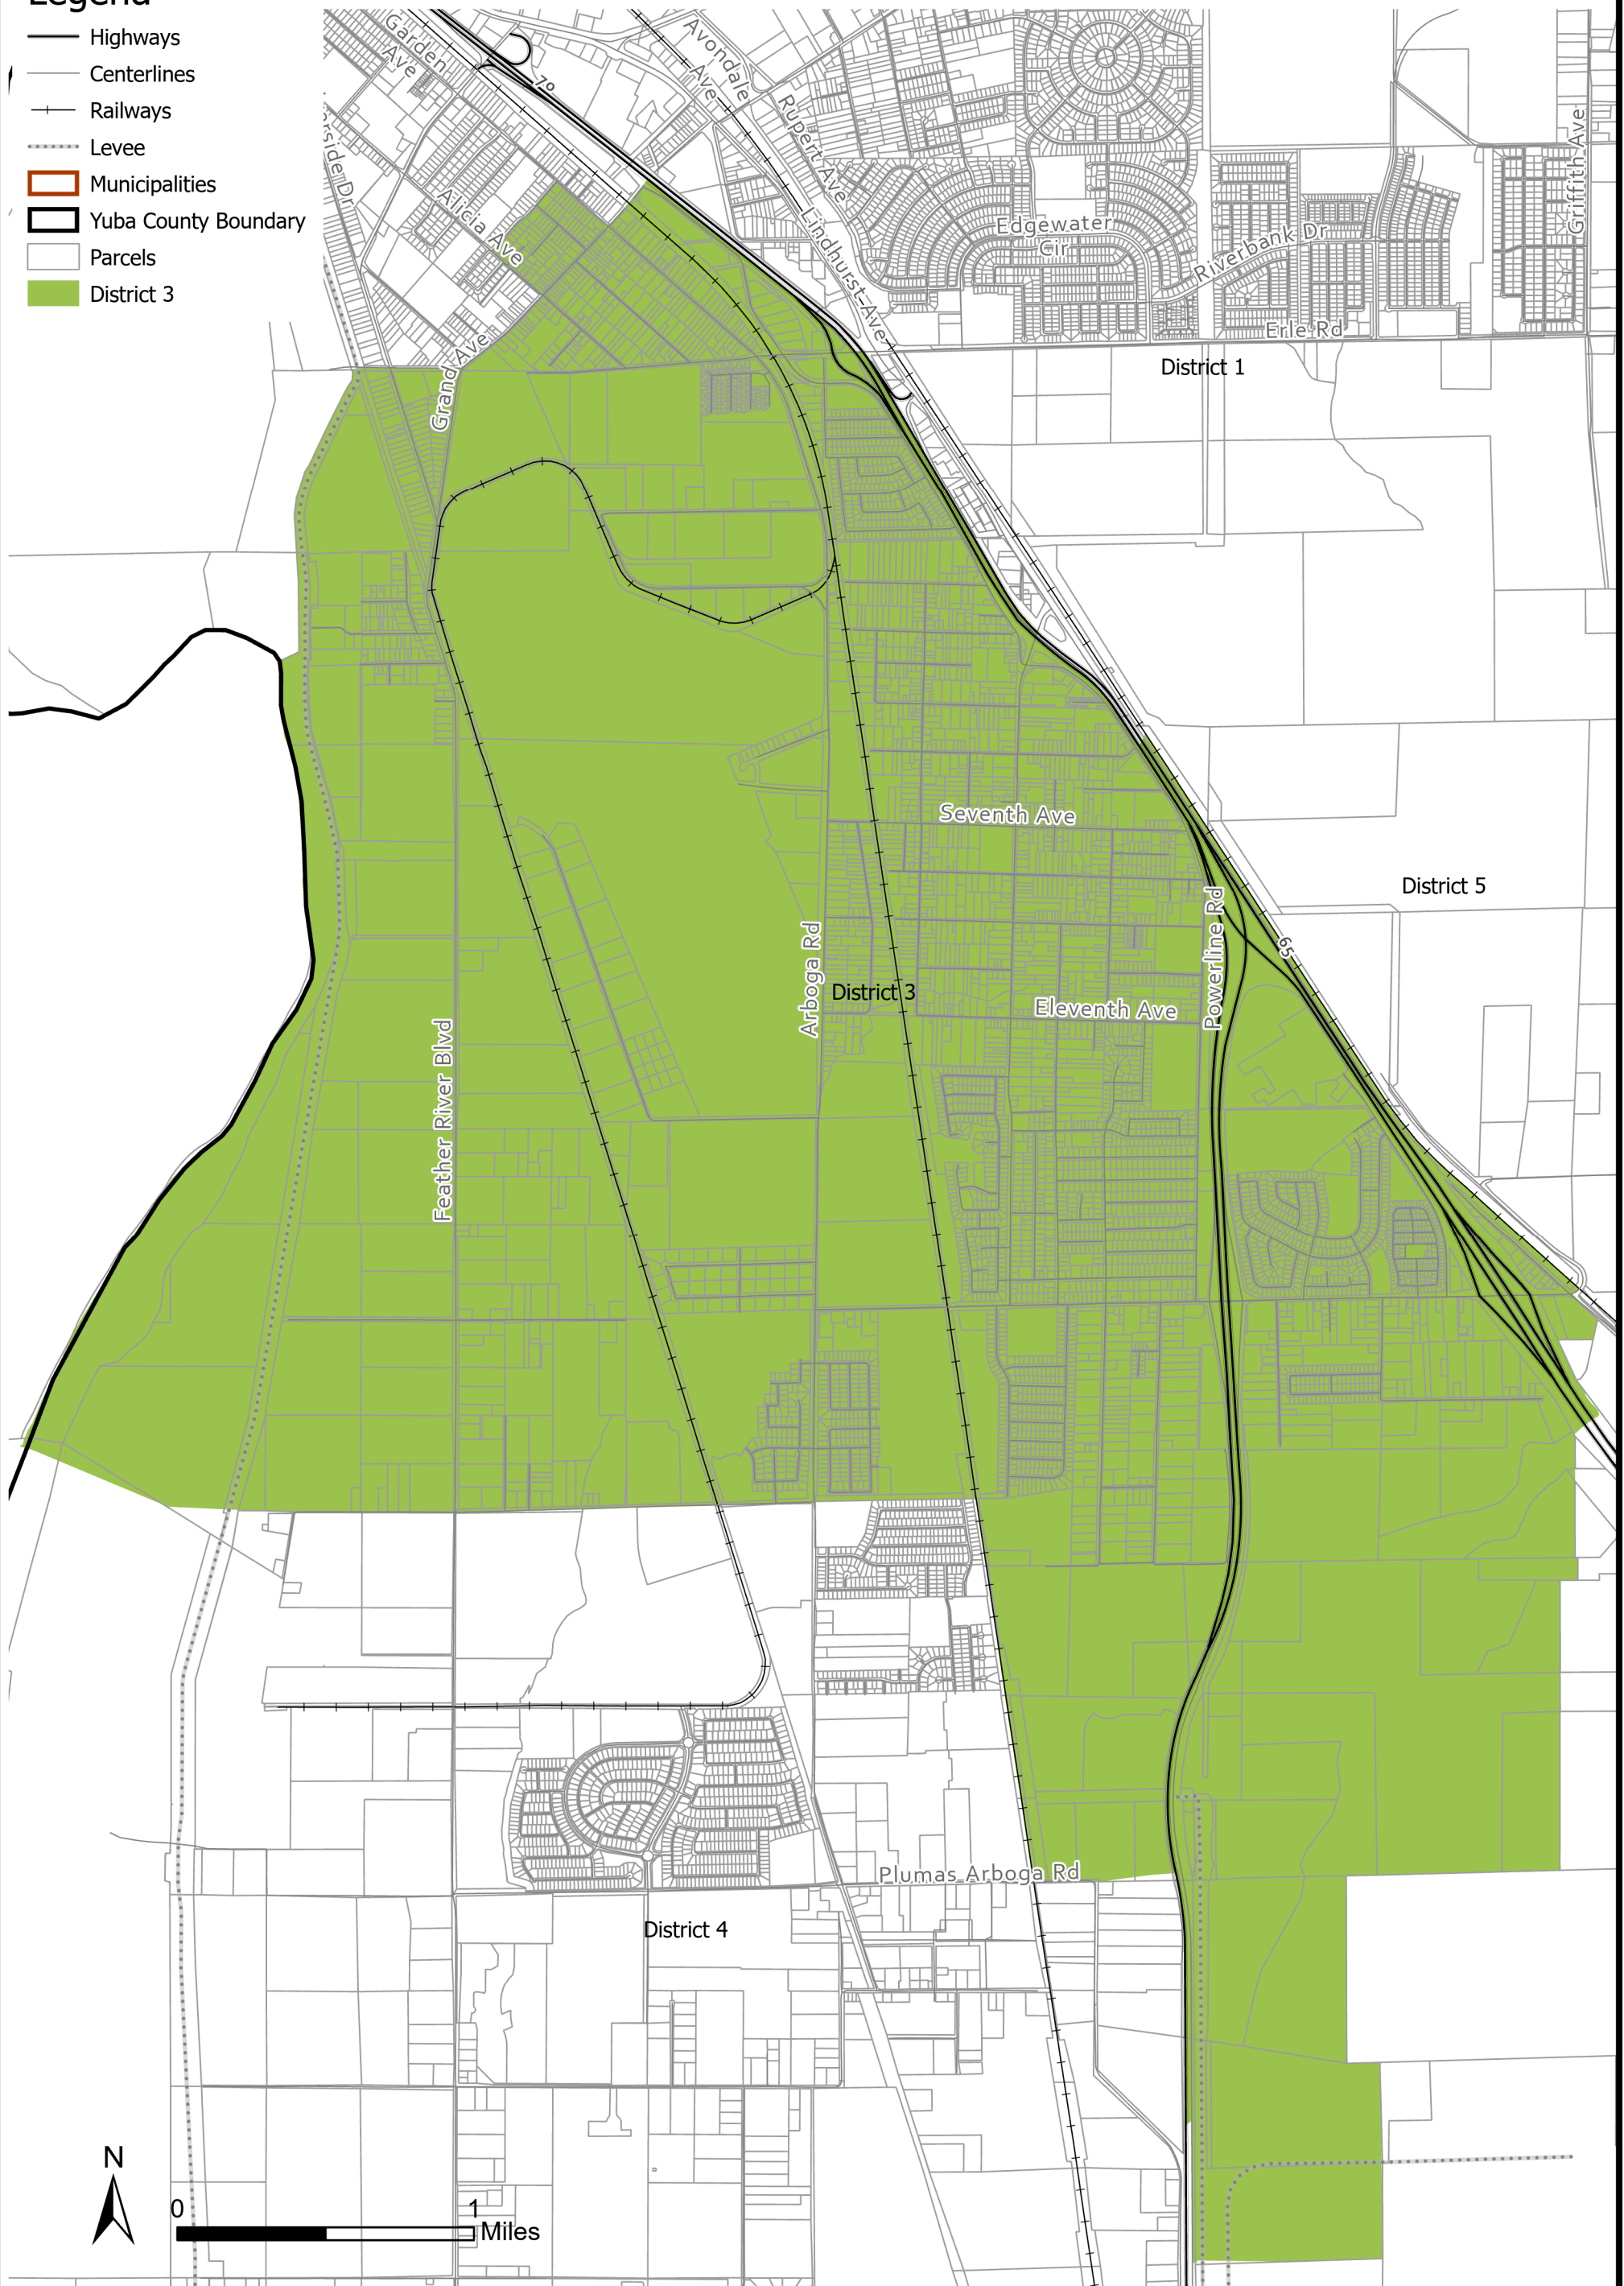 Legend
Highways
Centerlines
Railways
Levee
Municipalities
Yuba County Boundary
Parcels
District 3
Garden
Ave
70
Avondale
Ave
Rupert Ave
Lindhurst Ave
Alicia Ave
Edgewater
Cir
Riverbank Dr
Griffith Ave
Erle Rd
District 1
Grand Ave
Seventh Ave
District 5
Powerline Rd
65
Arboga Rd
District 3
Eleventh Ave
Feather River Blvd
Plumas Arboga Rd
District 4
N
0
1
Miles